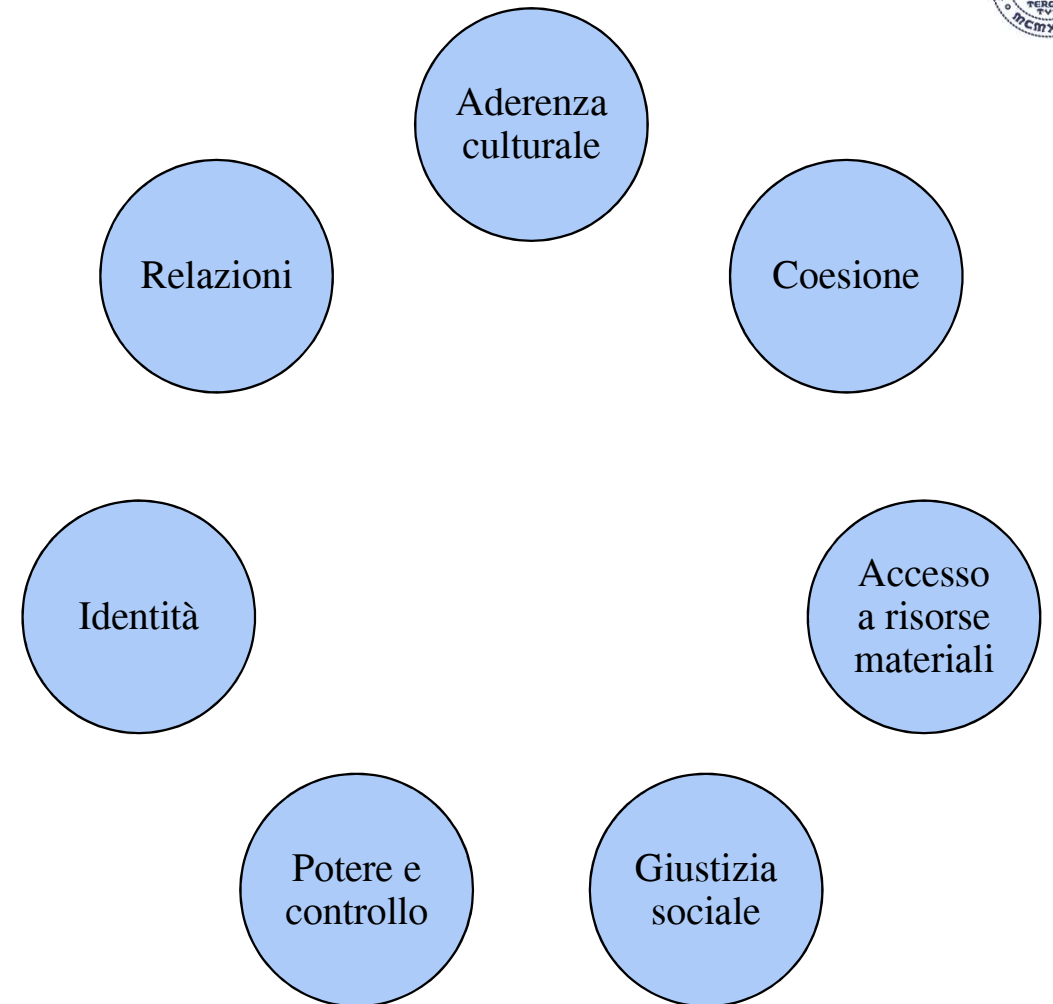 Aderenza
culturale
Relazioni
Coesione
Identità
Accesso
a risorse
materiali
Potere e
controllo
Giustizia
sociale